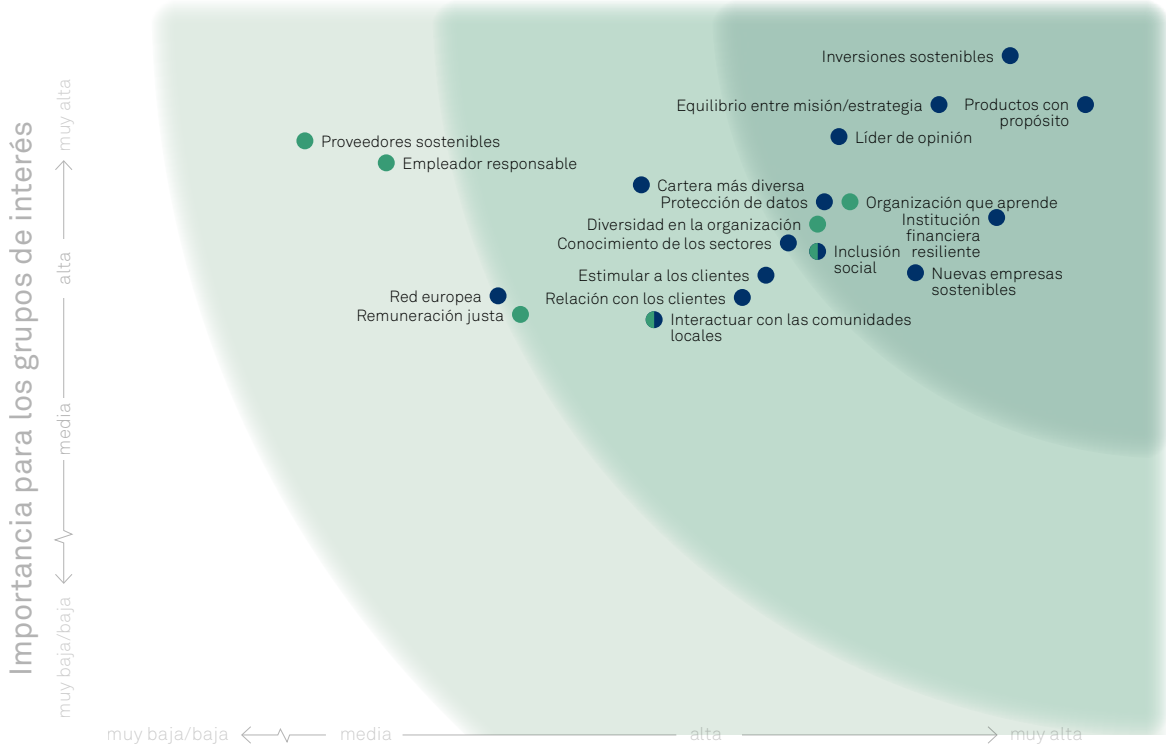 Importancia para los grupos de interés
muy alta
alta
media
muy baja/baja
Inversiones sostenibles
Equilibrio entre misión/estrategia
Productos con
propósito
Líder de opinión
Proveedores sostenibles
Empleador responsable
Cartera más diversa
Protección de datos
Organización que aprende
Diversidad en la organización
Institución
financiera
resiliente
Conocimiento de los sectores
Inclusión
social
Estimular a los clientes
Nuevas empresas
sostenibles
Red europea
Relación con los clientes
Remuneración justa
Interactuar con las comunidades
locales
muy baja/baja
media
alta
muy alta